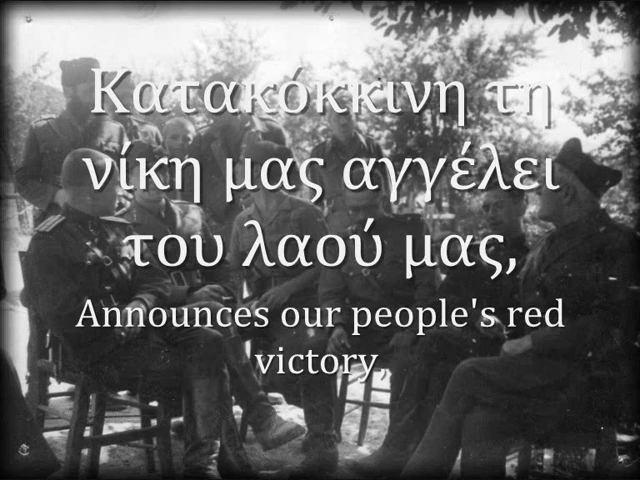 Κατακόκκινη τη
νίκη μας αγγέλει
του λαού μας,
Announces our people's red
victory,